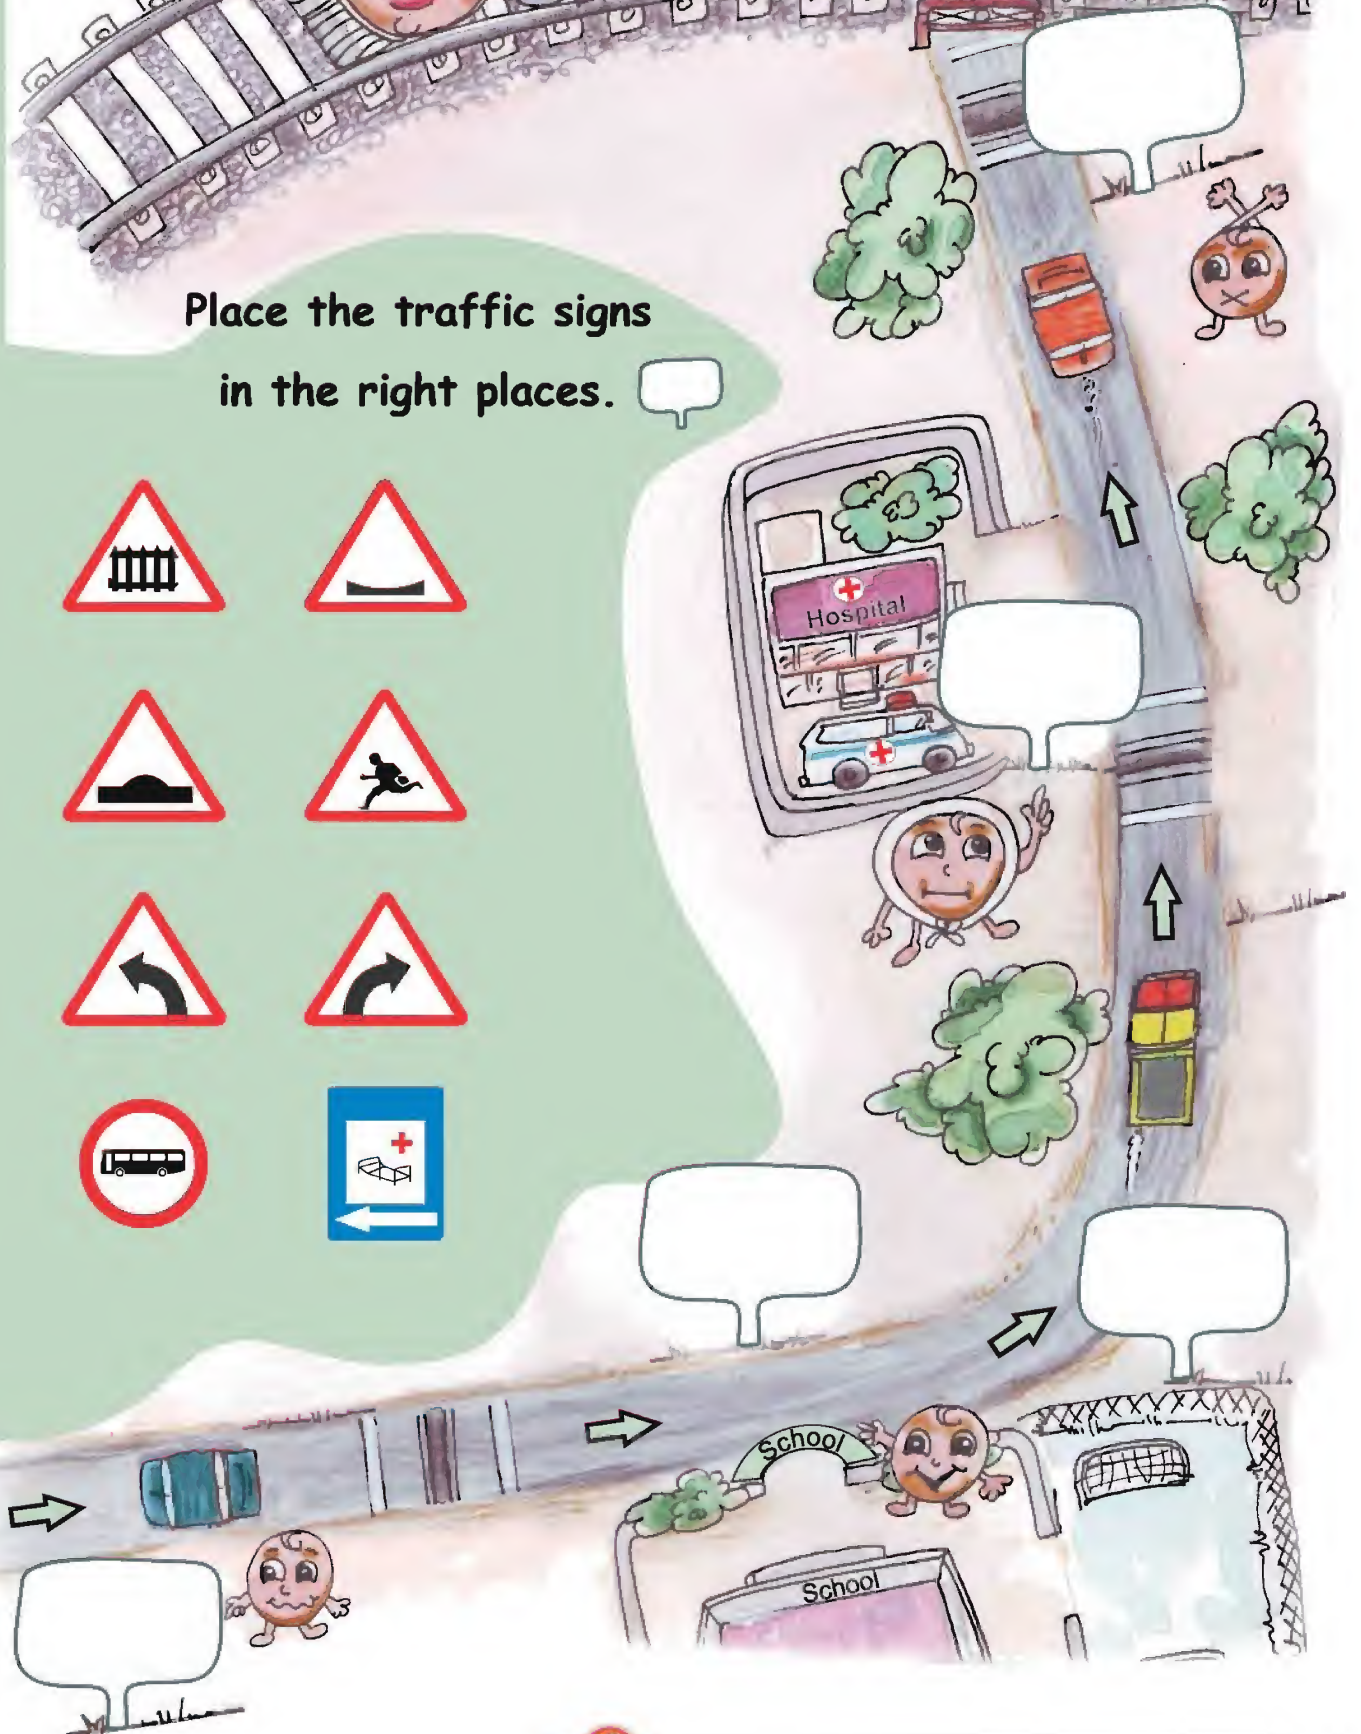 Place the traffic signs
in the right places.
Hospital
School
School